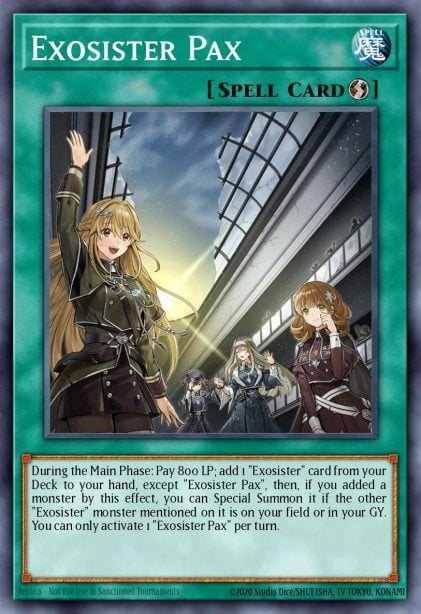 EXOSISTER PAX
SPELL
魔
[SPELL CARD]
During the Main Phase: Pay 800 LP; add 1 "Exosister" card from your
Deck to your hand, except "Exosister Pax", then, if you added a
monster by this effect, you can Special Summon it if the other
"Exosister" monster mentioned on it is on your field or in your GY.
You can only activate 1 "Exosister Pax" per turn.
Replica - Not For Use in Sanctioned Tournaments
©2020 Studio Dice/SHUEISHA, TV TOKYO, KONAMI